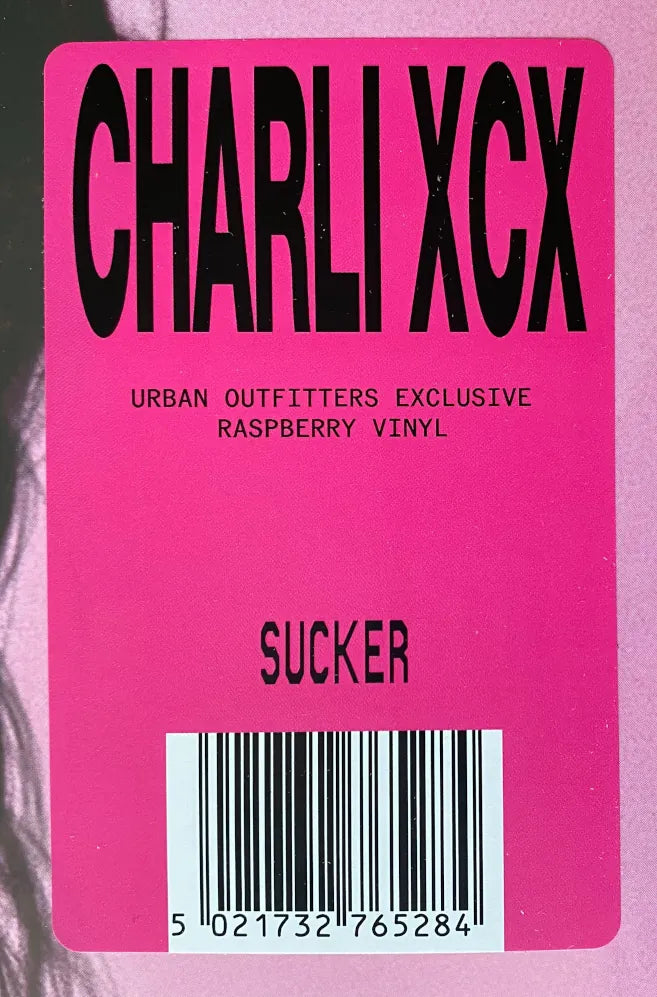 CHARLI XCX
URBAN OUTFITTERS EXCLUSIVE
RASPBERRY VINYL
SUCKER
5 021732 765284